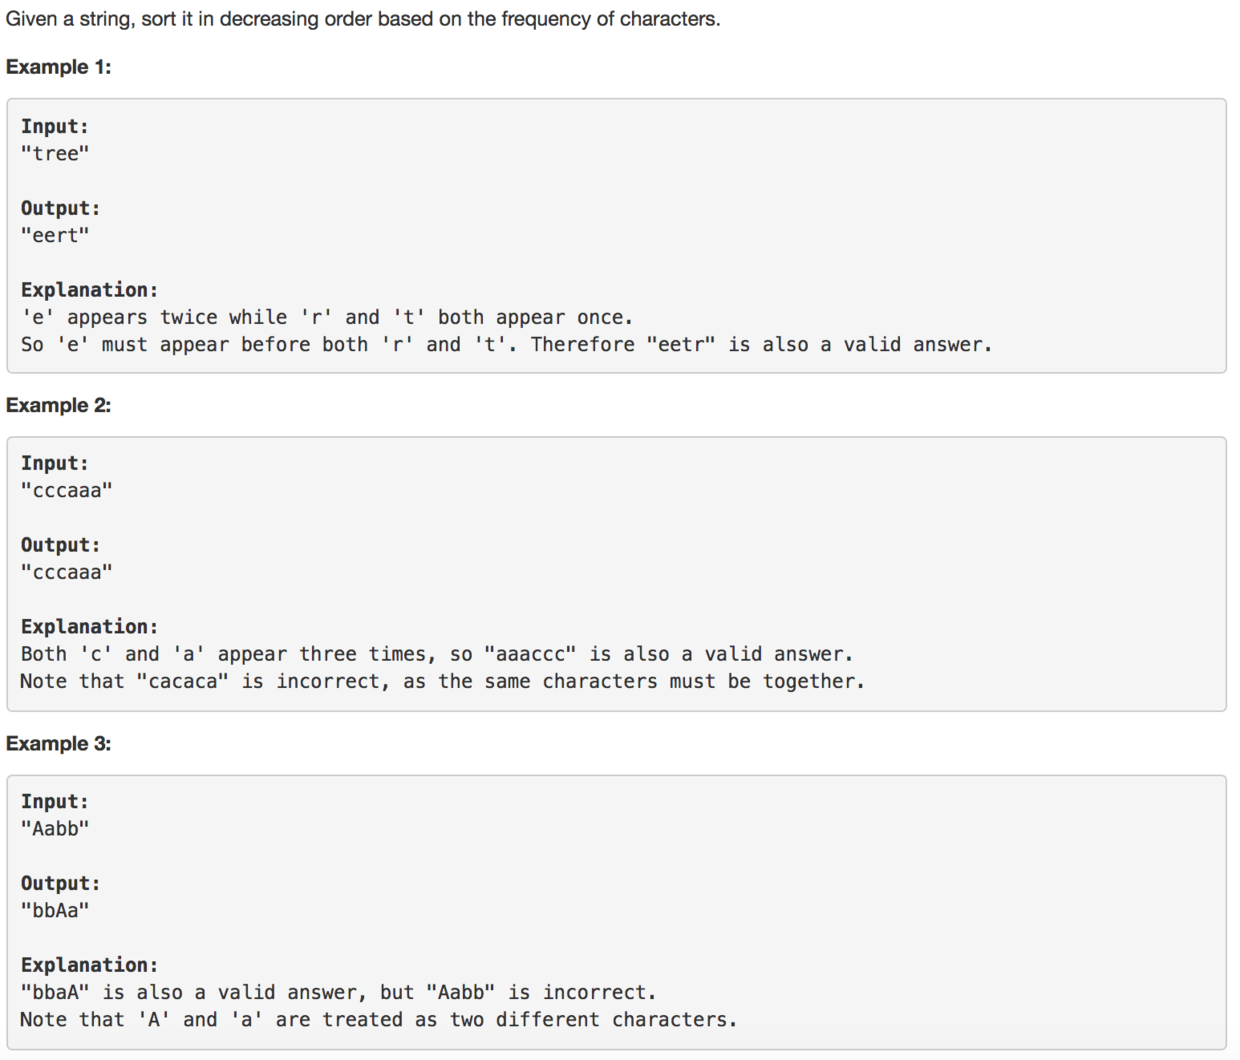 Given a string, sort it in decreasing order based on the frequency of characters.
Example 1:
Input:
"tree"
Output:
"eert"
Explanation:
'e' appears twice while 'r' and 't' both appear once.
So 'e' must appear before both 'r' and 't'. Therefore "eetr" is also a valid answer.
Example 2:
Input:
"cccaaa"
Output:
"cccaaa"
Explanation:
Both 'c' and 'a' appear three times, so "aaaccc" is also a valid answer.
Note that "cacaca" is incorrect, as the same characters must be together.
Example 3:
Input:
"Aabb"
Output:
"bbAa"
Explanation:
"bbaA" is also a valid answer, but "Aabb" is incorrect.
Note that 'A' and 'a' are treated as two different characters.